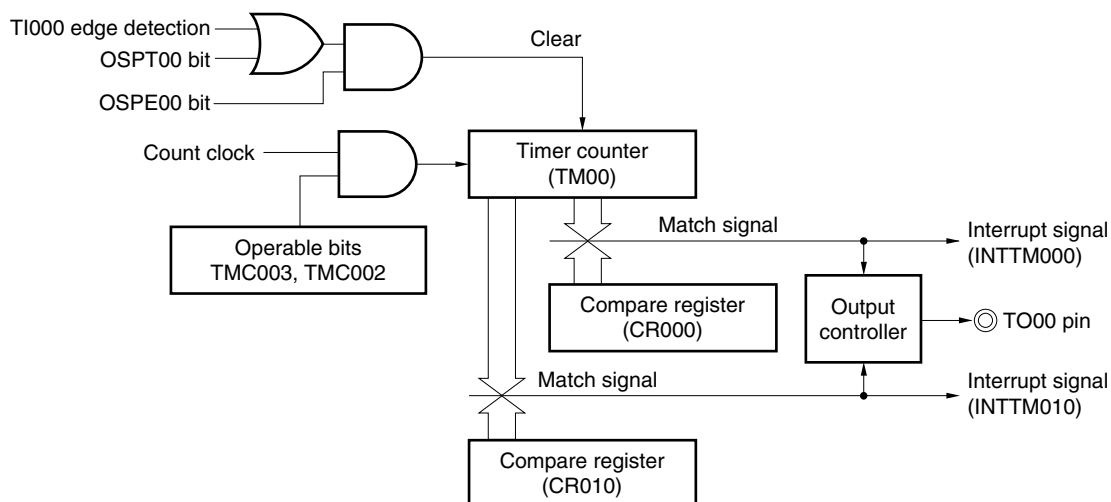 TI000 edge detection
OSPT00 bit
OSPE00 bit
Clear
Count clock
Timer counter
(TM00)
Operable bits
TMC003, TMC002
Match signal
Interrupt signal
(INTTM000)
Compare register
(CR000)
Output
controller
TO00 pin
Match signal
Interrupt signal
(INTTM010)
Compare register
(CR010)